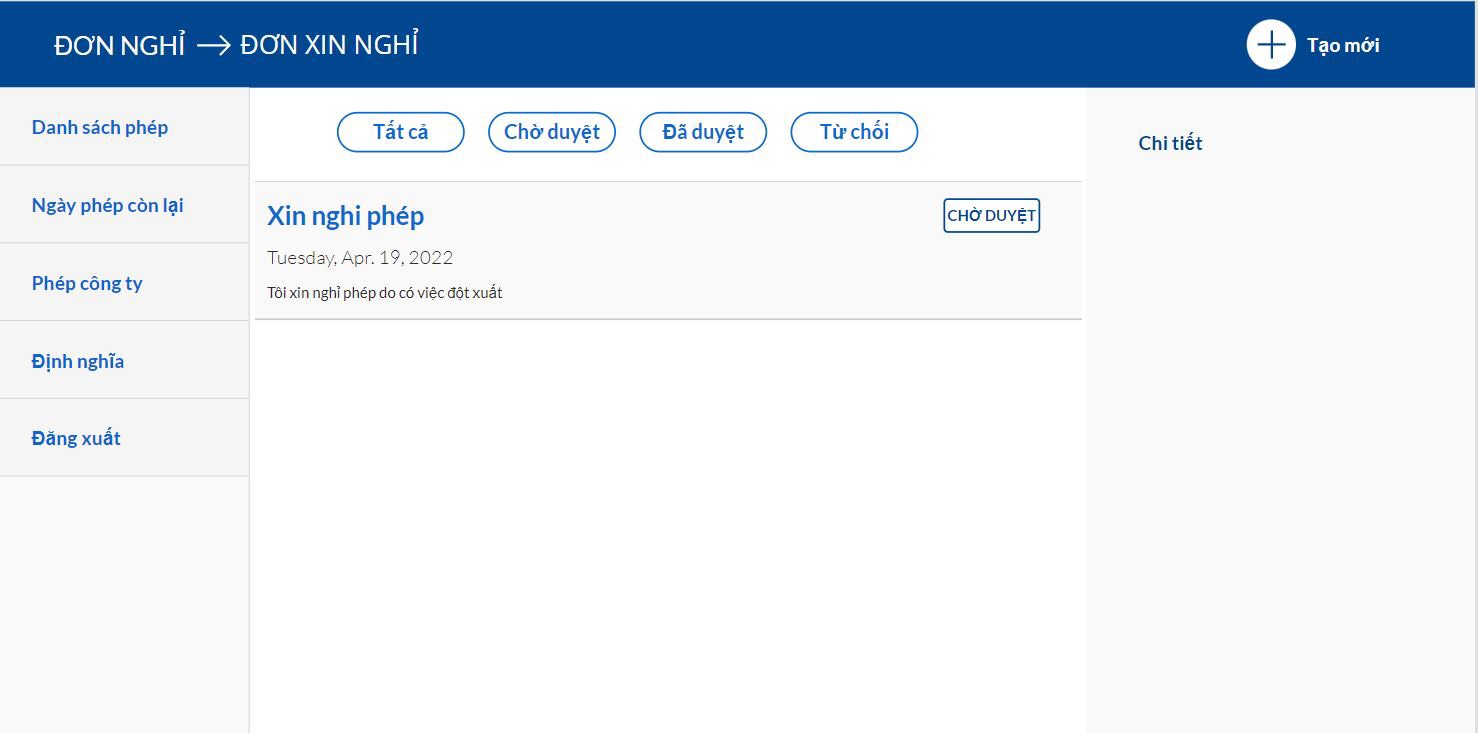 ĐƠN NGHỈ → ĐƠN XIN NGHỈ
Tạo mới
Danh sách phép
Ngày phép còn lại
Phép công ty
Định nghĩa
Đăng xuất
Tất cả
Chờ duyệt
Đã duyệt
Từ chối
Xin nghi phép
CHỜ DUYỆT
Tuesday, Apr. 19, 2022
Tôi xin nghỉ phép do có việc đột xuất
Chi tiết